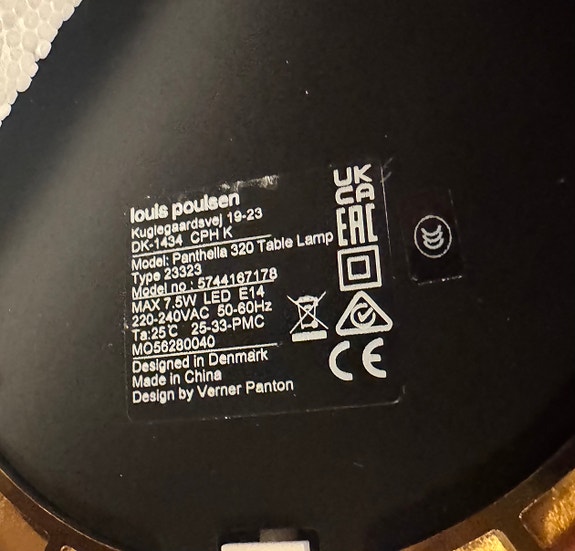 louis poulsen
Kuglegaardsvej 19-23
DK-1434 CPH K
Model: Panthella 320 Table Lamp
Type 23323
Model no : 5744167178
MAX 7.5W LED E14
220-240VAC 50-60Hz
Ta:25℃ 25-33-PMC
MO56280040
Designed in Denmark
Made in China
Design by Verner Panton
UK
CA
EAC
CE